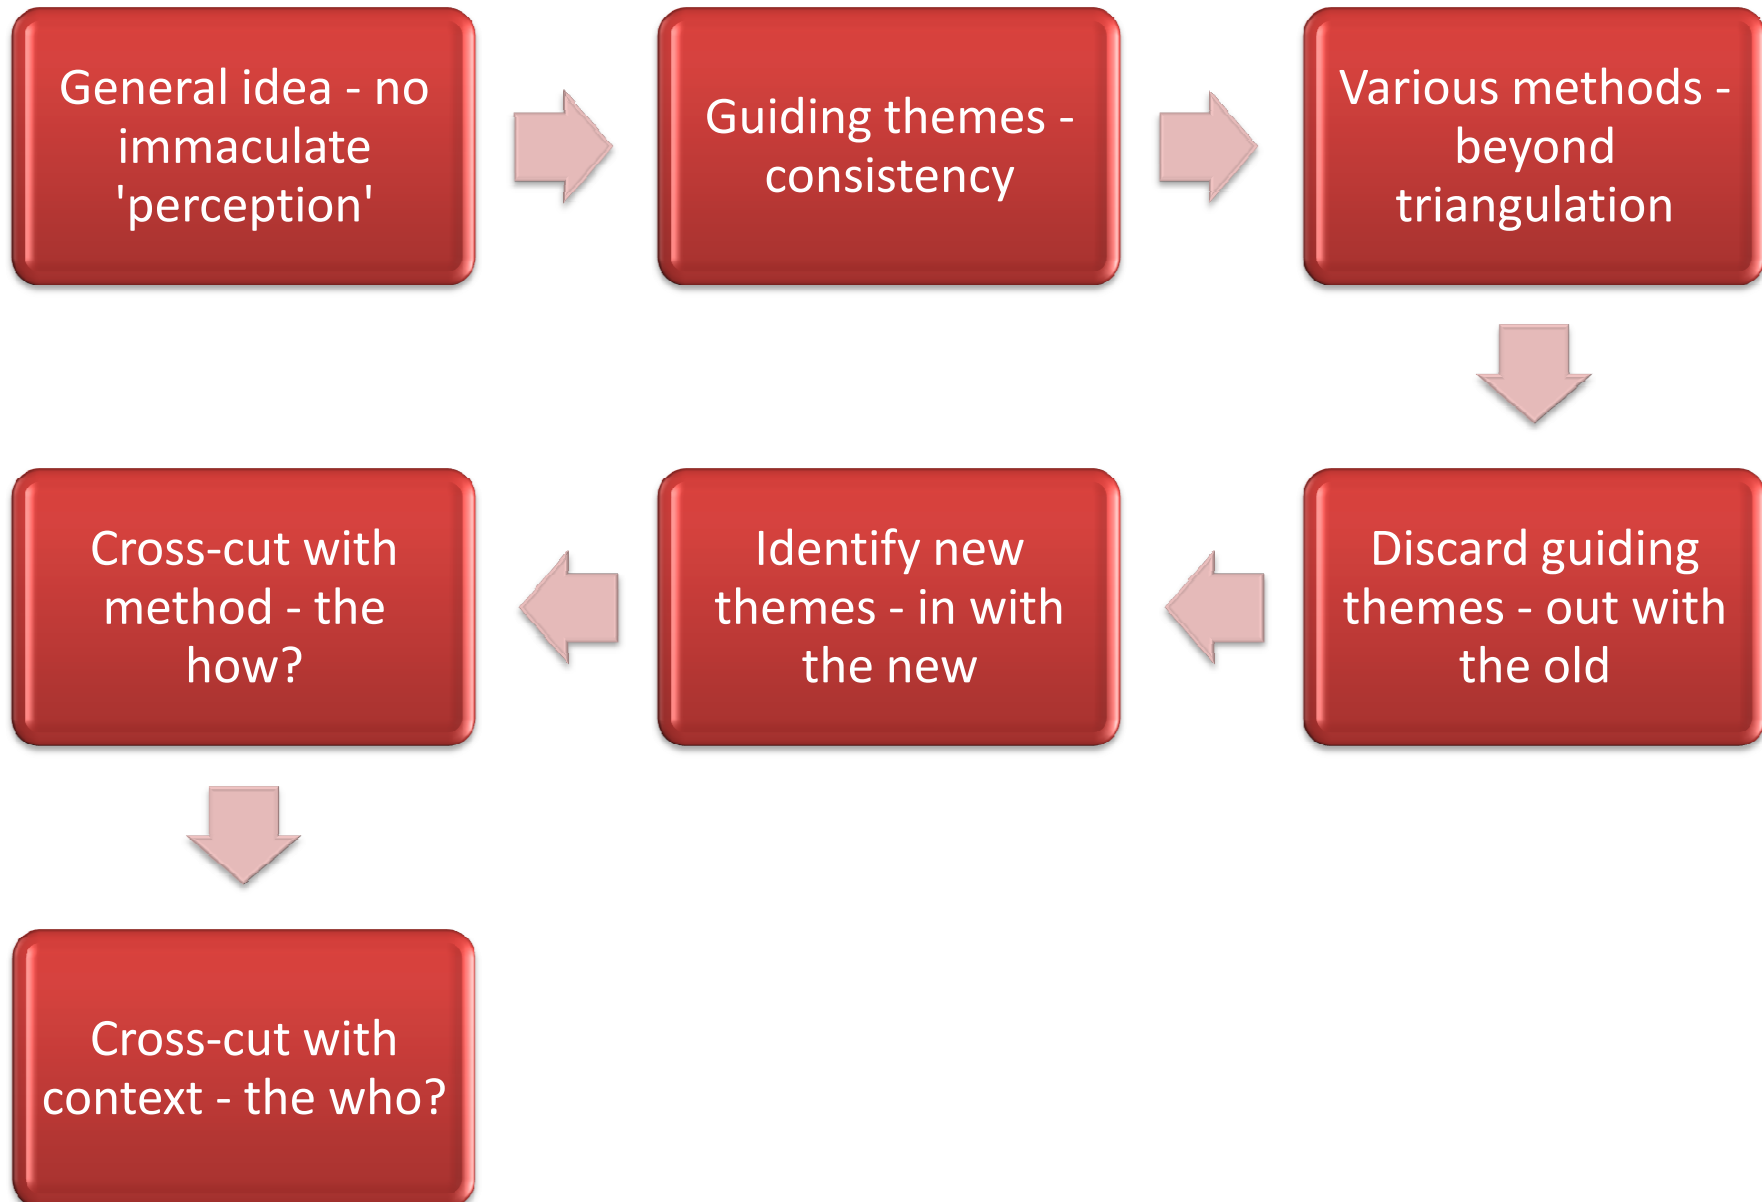 General idea - no
immaculate
'perception'
Guiding themes -
consistency
Various methods -
beyond
triangulation
Discard guiding
themes - out with
the old
Identify new
themes - in with
the new
Cross-cut with
method - the
how?
Cross-cut with
context - the who?